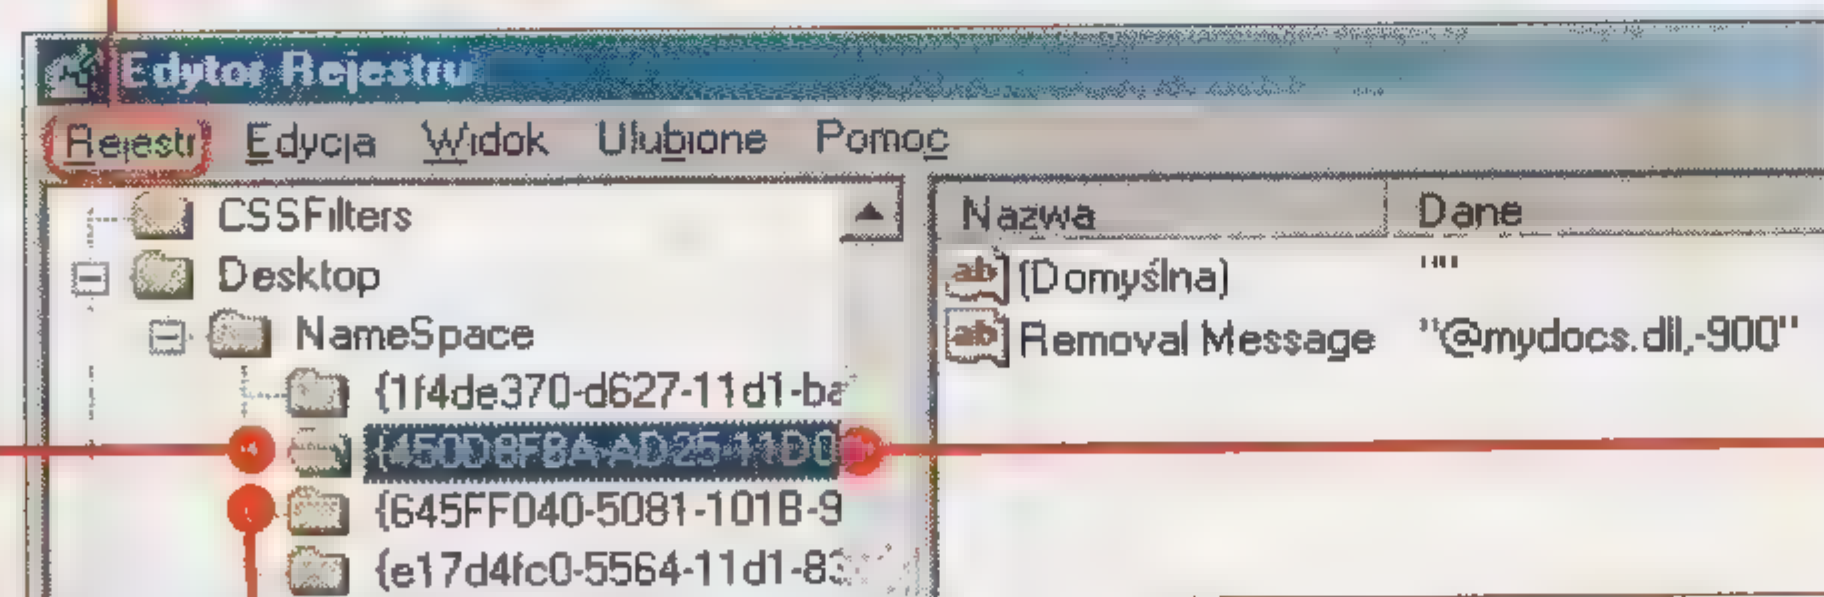 Edytor Rejestru
Rejestr Edycja Widok Ulubione Pomoc
CSSFilters
Desktop
NameSpace
{1f4de370-d627-11d1-ba
{450D8F8A-AD25-11D0
{645FF040-5081-101B-9
{e17d4fc0-5564-11d1-83
Nazwa Dane
(Domyślna) ""
Removal Message "@mydocs.dll,-900"